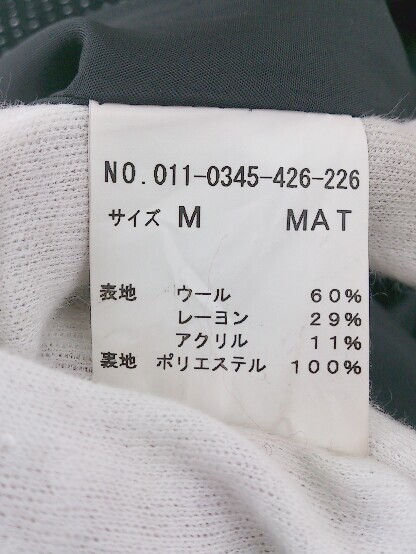 NO.011-0345-426-226
サイズ M MAT
表地 ウール 60%
レーヨン 29%
アクリル 11%
裏地 ポリエステル 100%